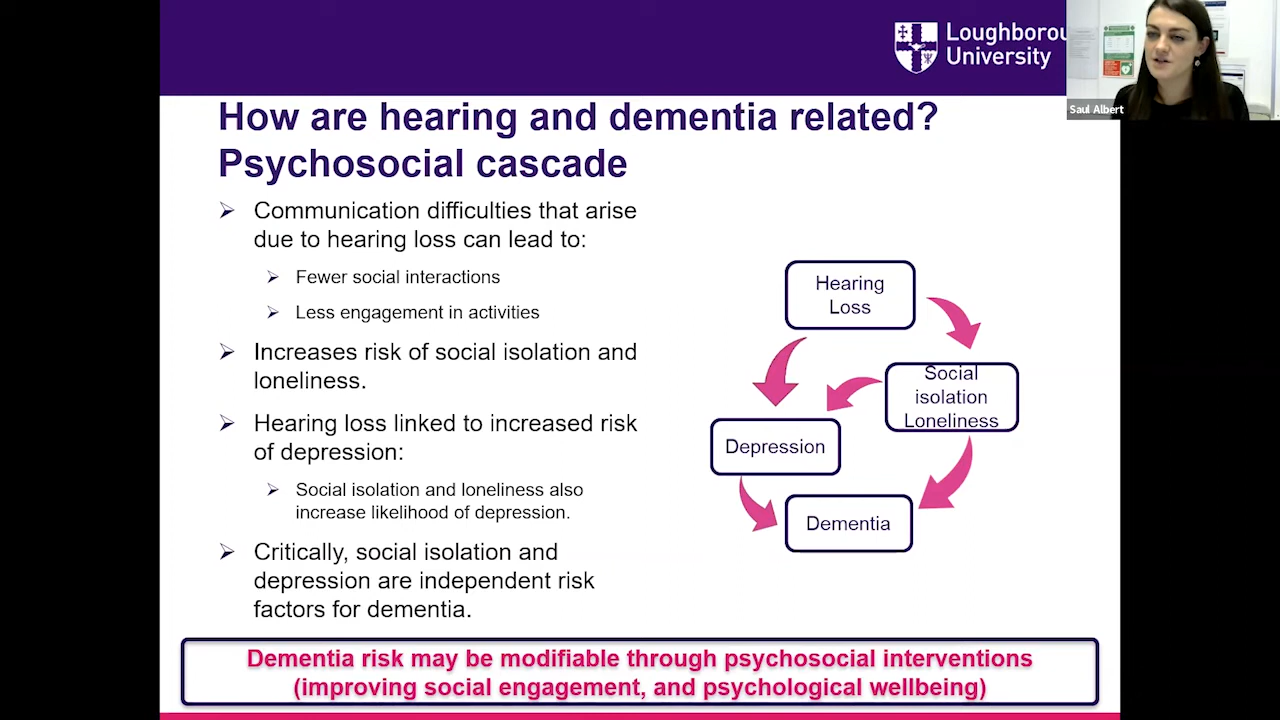 Loughborou
University
Saul Albert
How are hearing and dementia related?
Psychosocial cascade
Communication difficulties that arise
due to hearing loss can lead to:
Fewer social interactions
Less engagement in activities
Increases risk of social isolation and
loneliness.
Hearing loss linked to increased risk
of depression:
Social isolation and loneliness also
increase likelihood of depression.
Critically, social isolation and
depression are independent risk
factors for dementia.
Hearing
Loss
Social
isolation
Loneliness
Depression
Dementia
Dementia risk may be modifiable through psychosocial interventions
(improving social engagement, and psychological wellbeing)